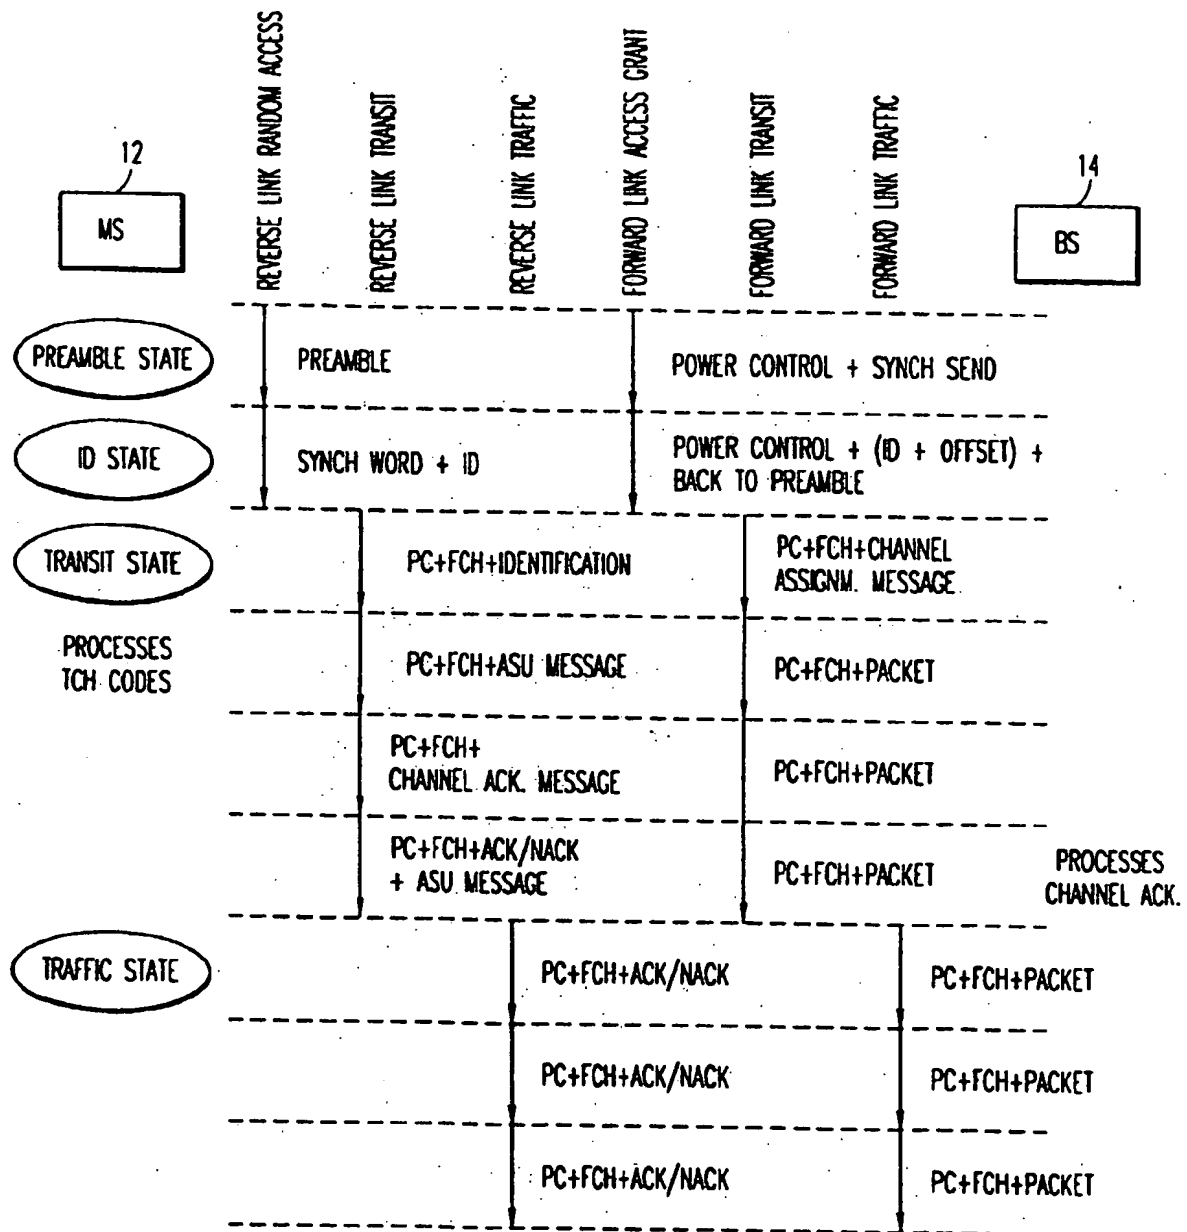 12
MS
REVERSE LINK RANDOM ACCESS
REVERSE LINK TRANSIT
REVERSE LINK TRAFFIC
FORWARD LINK ACCESS GRANT
FORWARD LINK TRANSIT
FORWARD LINK TRAFFIC
14
BS
PREAMBLE STATE
PREAMBLE
POWER CONTROL + SYNCH SEND
ID STATE
SYNCH WORD + ID
POWER CONTROL + (ID + OFFSET) +
BACK TO PREAMBLE
TRANSIT STATE
PC+FCH+IDENTIFICATION
PC+FCH+CHANNEL
ASSIGNM. MESSAGE
PROCESSES
TCH CODES
PC+FCH+ASU MESSAGE
PC+FCH+PACKET
PC+FCH+
CHANNEL ACK. MESSAGE
PC+FCH+PACKET
PC+FCH+ACK/NACK
+ ASU MESSAGE
PC+FCH+PACKET
PROCESSES
CHANNEL ACK.
TRAFFIC STATE
PC+FCH+ACK/NACK
PC+FCH+PACKET
PC+FCH+ACK/NACK
PC+FCH+PACKET
PC+FCH+ACK/NACK
PC+FCH+PACKET